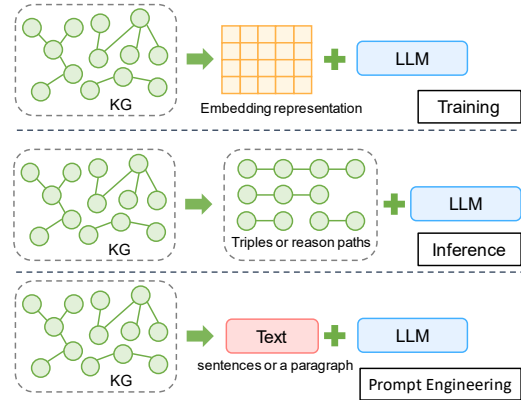 LLM
KG
Embedding representation
Training
LLM
Triples or reason paths
KG
Inference
Text
LLM
sentences or a paragraph
KG
Prompt Engineering